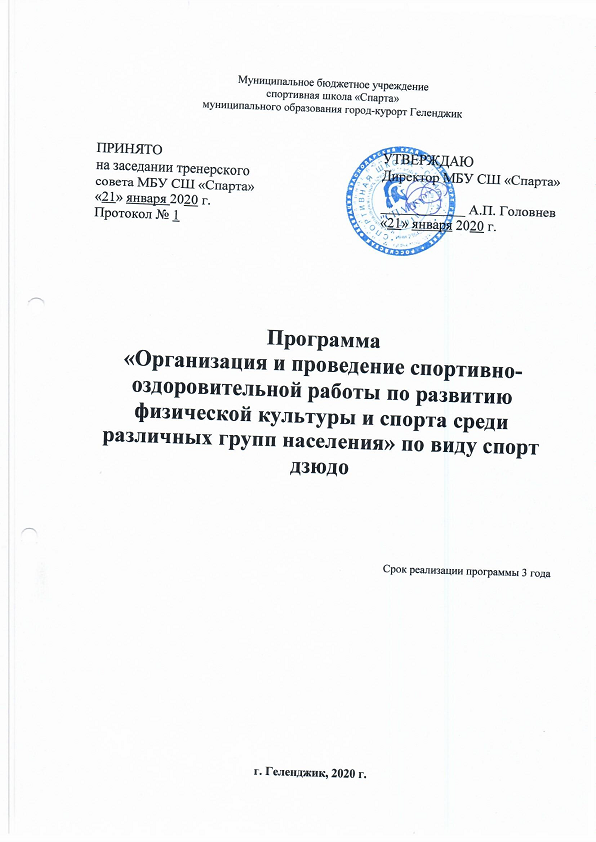 Муниципальное бюджетное учреждение
спортивная школа «Спарта»
муниципального образования город-курорт Геленджик
ПРИНЯТО
на заседании тренерского
совета МБУ СШ «Спарта»
«21» января 2020 г.
Протокол № 1
УТВЕРЖДАЮ
Директор МБУ СШ «Спарта»
____________ А.П. Головнев
«21» января 2020 г.
Программа
«Организация и проведение спортивно-
оздоровительной работы по развитию
физической культуры и спорта среди
различных групп населения» по виду спорт
дзюдо
Срок реализации программы 3 года
г. Геленджик, 2020 г.